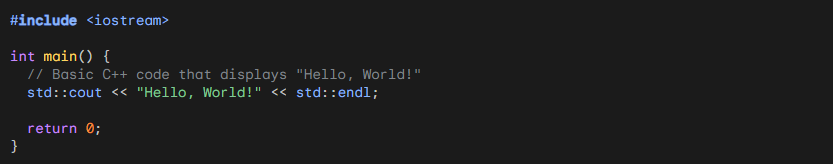 #include <iostream>
int main() {
// Basic C++ code that displays "Hello, World!"
std::cout << "Hello, World!" << std::endl;
return 0;
}